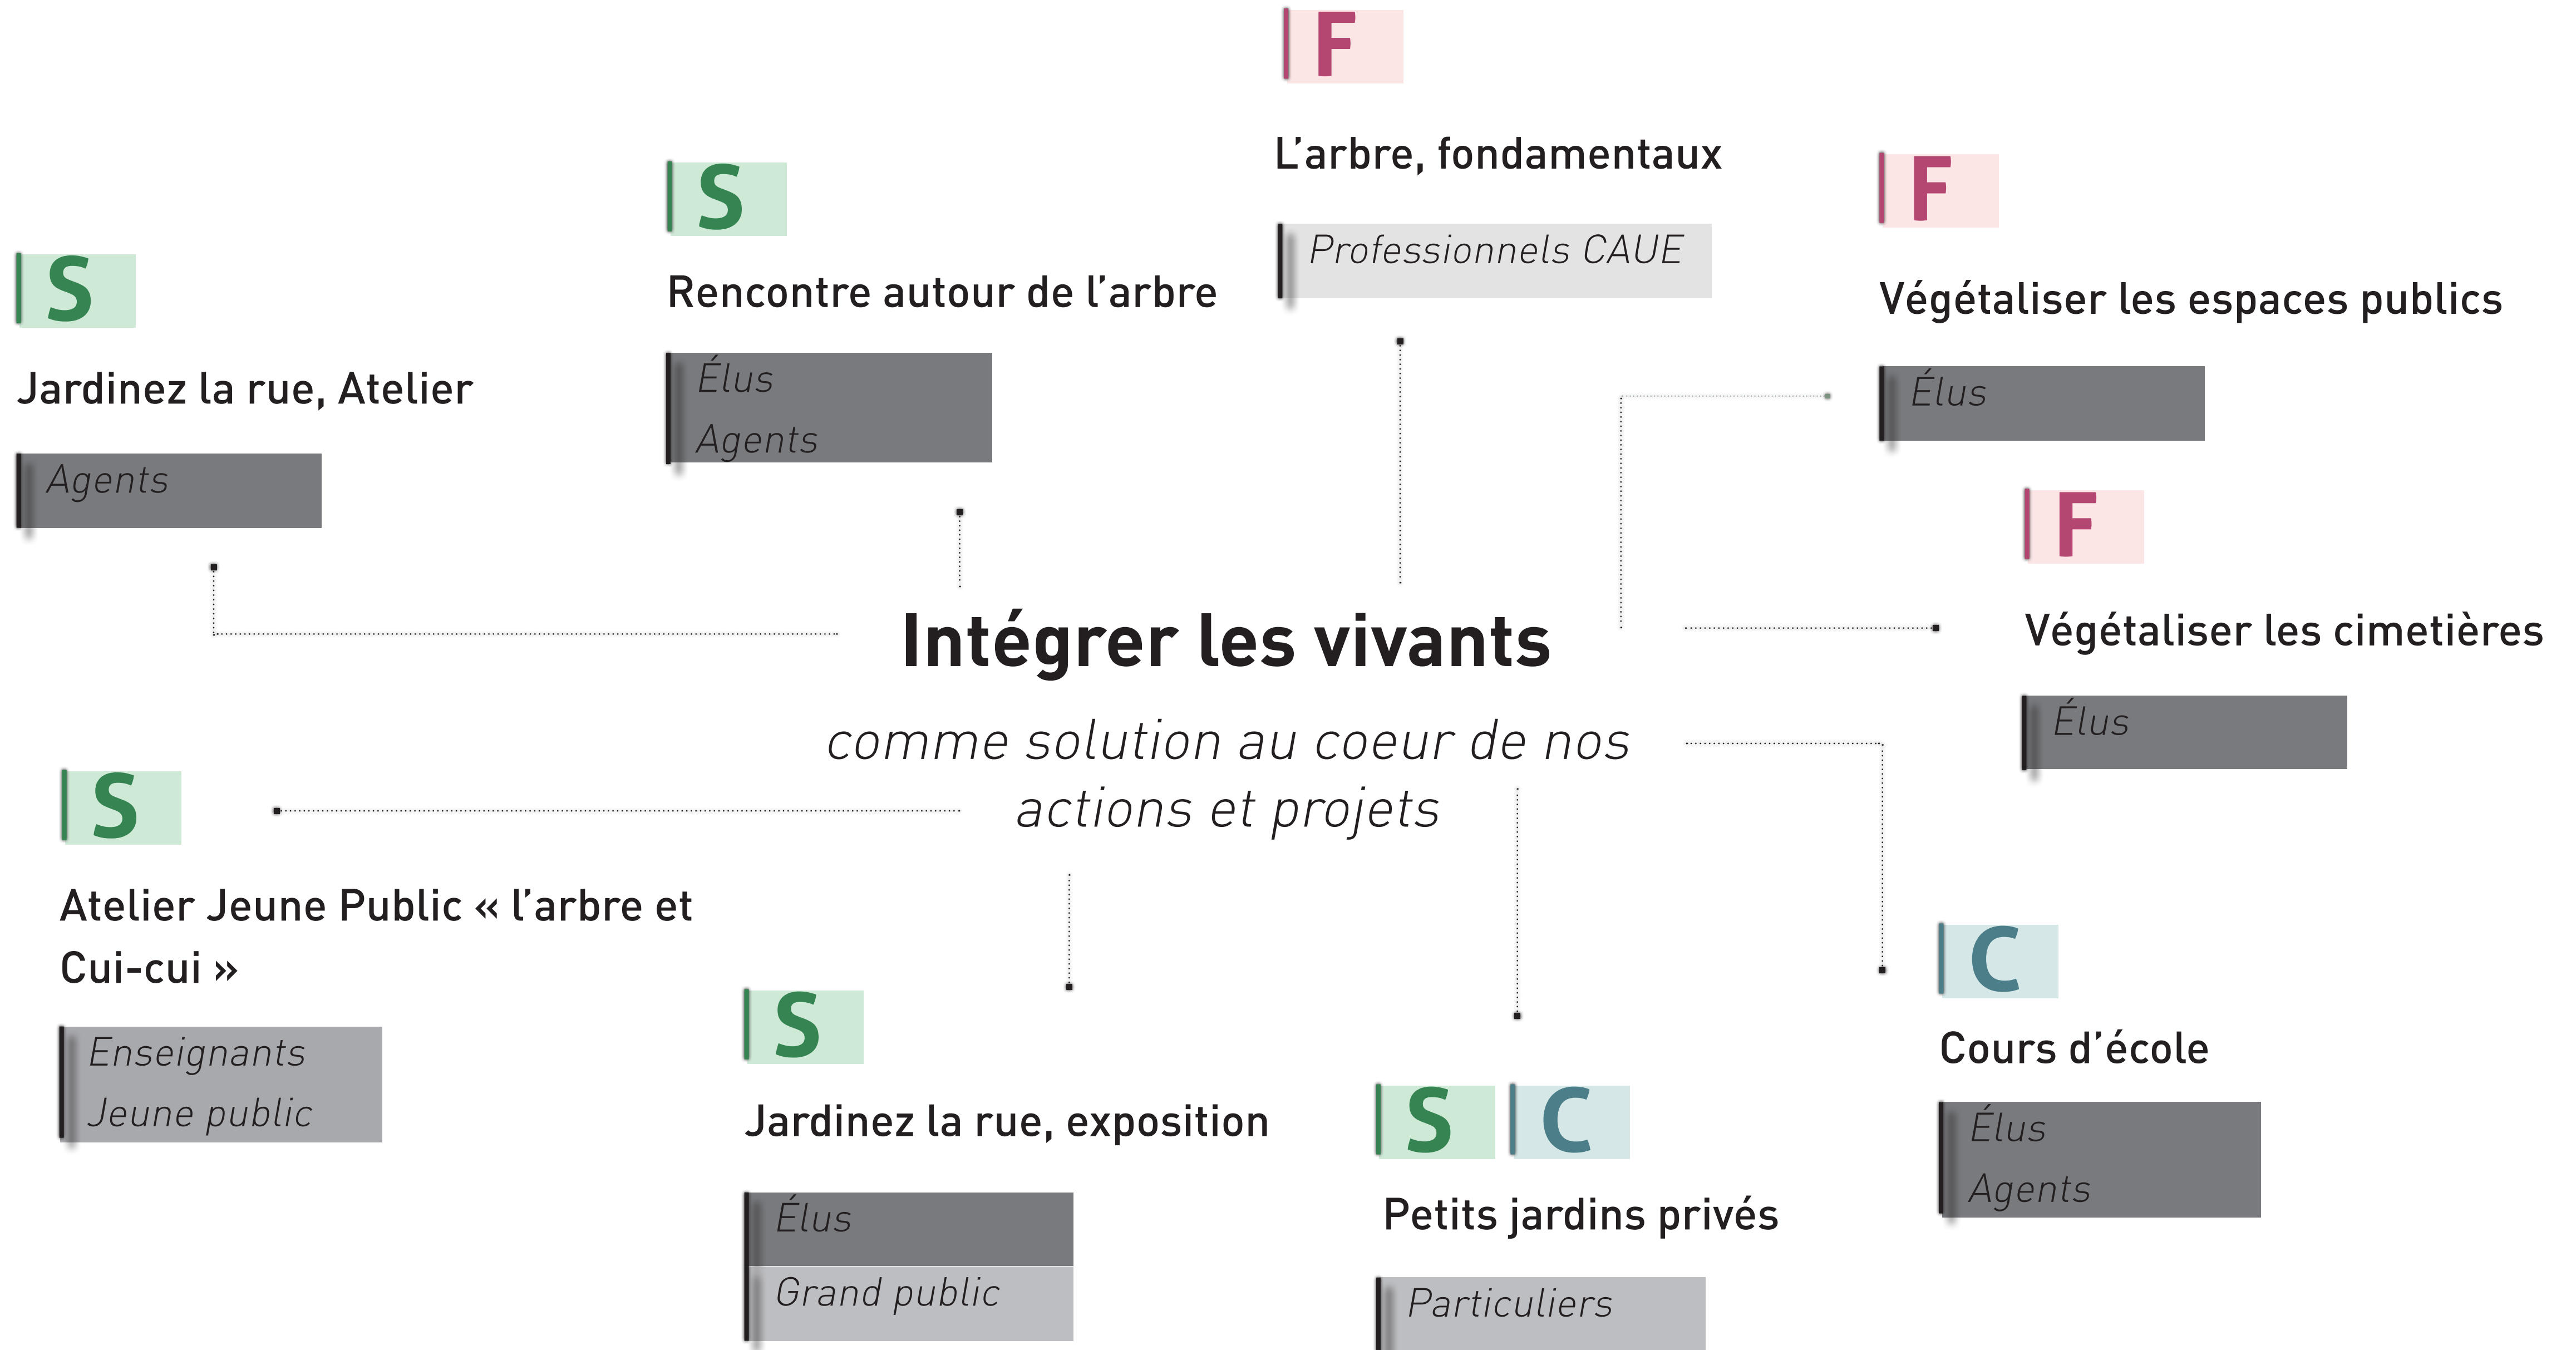 F
L’arbre, fondamentaux
Professionnels CAUE
S
Rencontre autour de l’arbre
Élus
Agents
F
Végétaliser les espaces publics
Élus
S
Jardinez la rue, Atelier
Agents
F
Végétaliser les cimetières
Élus
Intégrer les vivants
comme solution au coeur de nos
actions et projets
S
Atelier Jeune Public « l’arbre et
Cui-cui »
Enseignants
Jeune public
S
Jardinez la rue, exposition
Élus
Grand public
S C
Petits jardins privés
Particuliers
C
Cours d’école
Élus
Agents